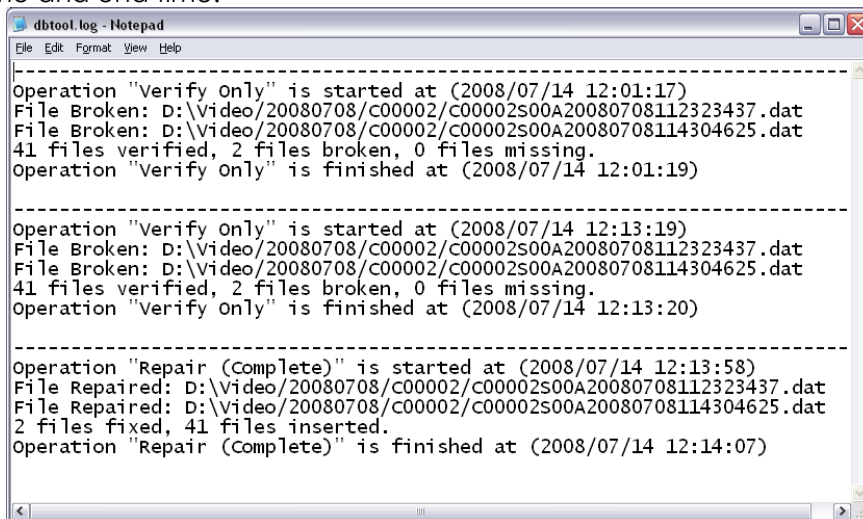 and end time.
dbtool.log - Notepad
File Edit Format View Help
--------------------------------------------------------------------------
Operation "Verify Only" is started at (2008/07/14 12:01:17)
File Broken: D:\Video/20080708/C00002/C00002S00A20080708112323437.dat
File Broken: D:\Video/20080708/C00002/C00002S00A20080708114304625.dat
41 files verified, 2 files broken, 0 files missing.
Operation "Verify Only" is finished at (2008/07/14 12:01:19)
--------------------------------------------------------------------------
Operation "Verify Only" is started at (2008/07/14 12:13:19)
File Broken: D:\Video/20080708/C00002/C00002S00A20080708112323437.dat
File Broken: D:\Video/20080708/C00002/C00002S00A20080708114304625.dat
41 files verified, 2 files broken, 0 files missing.
Operation "Verify Only" is finished at (2008/07/14 12:13:20)
--------------------------------------------------------------------------
Operation "Repair (Complete)" is started at (2008/07/14 12:13:58)
File Repaired: D:\Video/20080708/C00002/C00002S00A20080708112323437.dat
File Repaired: D:\Video/20080708/C00002/C00002S00A20080708114304625.dat
2 files fixed, 41 files inserted.
Operation "Repair (Complete)" is finished at (2008/07/14 12:14:07)